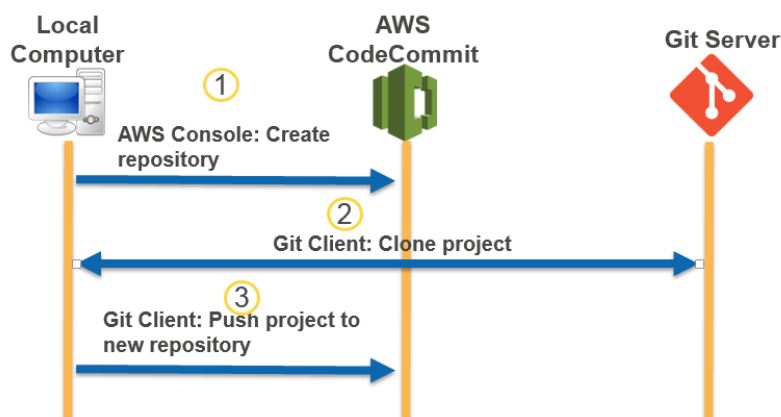 Local
Computer
AWS
CodeCommit
Git Server
1
AWS Console: Create
repository
2
Git Client: Clone project
3
Git Client: Push project to
new repository